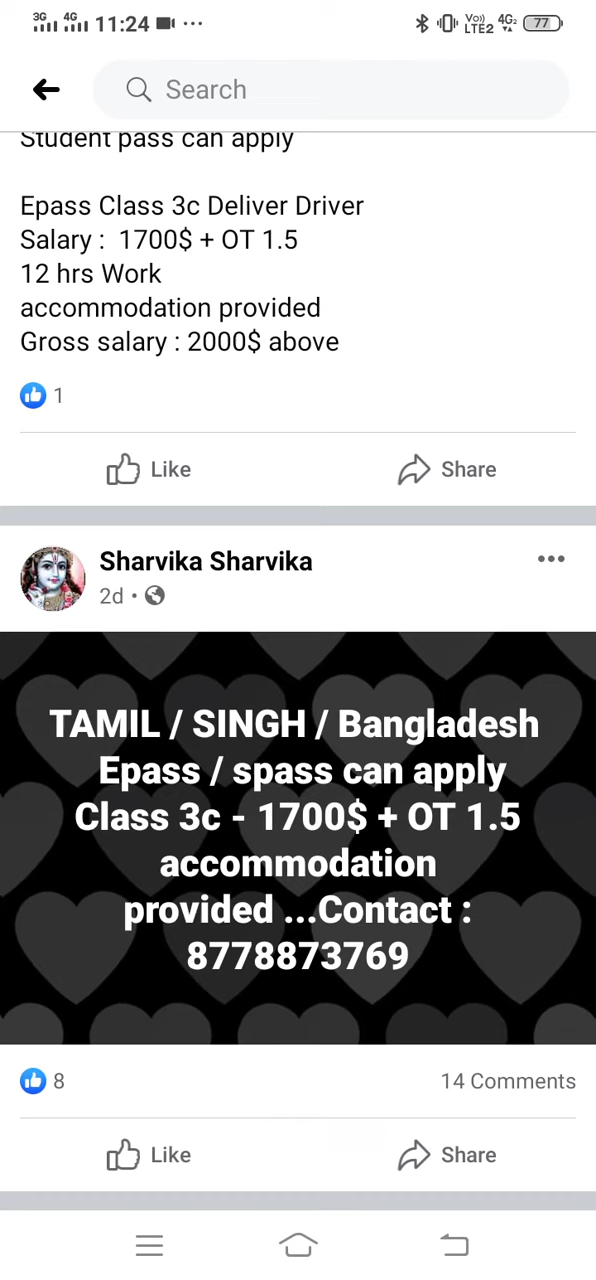 3G 4G 11:24 ... Vo)) LTE2 4G2 77
Search
Student pass can apply
Epass Class 3c Deliver Driver
Salary :  1700$ + OT 1.5
12 hrs Work
accommodation provided
Gross salary : 2000$ above
1
Like Share
Sharvika Sharvika
2d •
TAMIL / SINGH / Bangladesh
Epass / spass can apply
Class 3c - 1700$ + OT 1.5
accommodation
provided ...Contact :
8778873769
8 14 Comments
Like Share